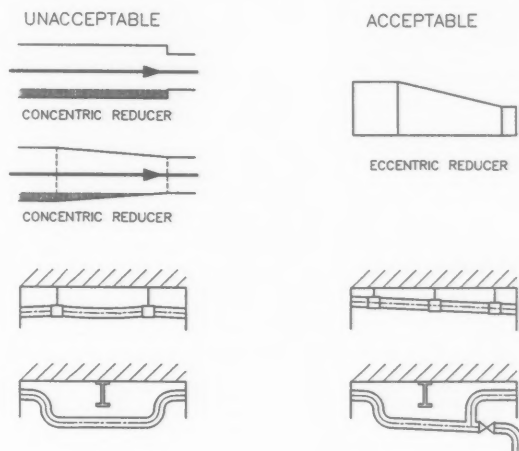 UNACCEPTABLE
ACCEPTABLE
CONCENTRIC REDUCER
ECCENTRIC REDUCER
CONCENTRIC REDUCER